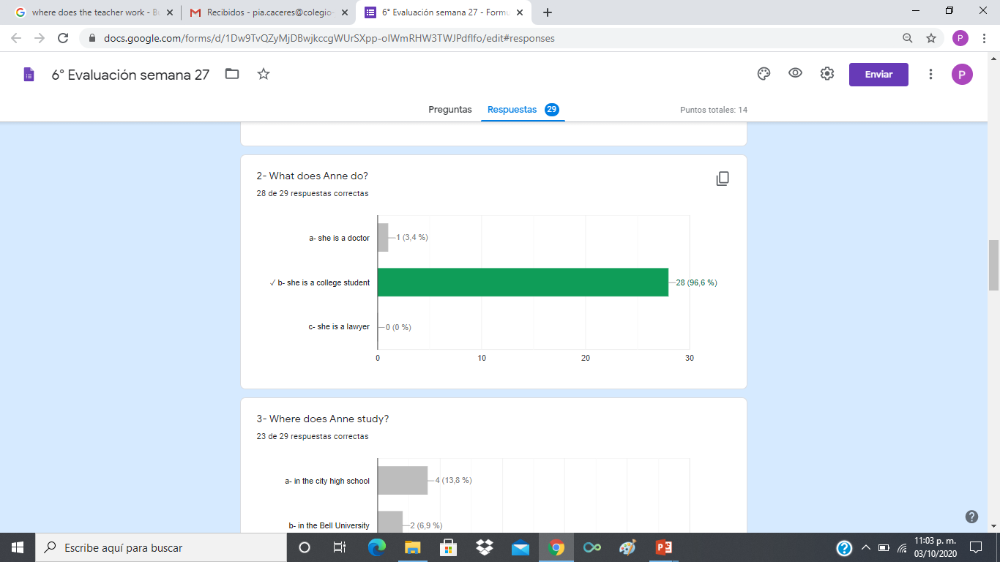 where does the teacher work - Bu
Recibidos - pia.caceres@colegio-
6° Evaluación semana 27 - Formu
docs.google.com/forms/d/1Dw9TvQZyMjDBwjkccgWUrSXpp-oIWmRHW3TWJPdfIfo/edit#responses
P
6° Evaluación semana 27
Enviar
P
Preguntas
Respuestas 29
Puntos totales: 14
2- What does Anne do?
28 de 29 respuestas correctas
a- she is a doctor
1 (3,4 %)
✓ b- she is a college student
28 (96,6 %)
c- she is a lawyer
0 (0 %)
0 10 20 30
3- Where does Anne study?
23 de 29 respuestas correctas
a- in the city high school
4 (13,8 %)
b- in the Bell University
2 (6,9 %)
Escribe aquí para buscar
11:03 p. m.
03/10/2020